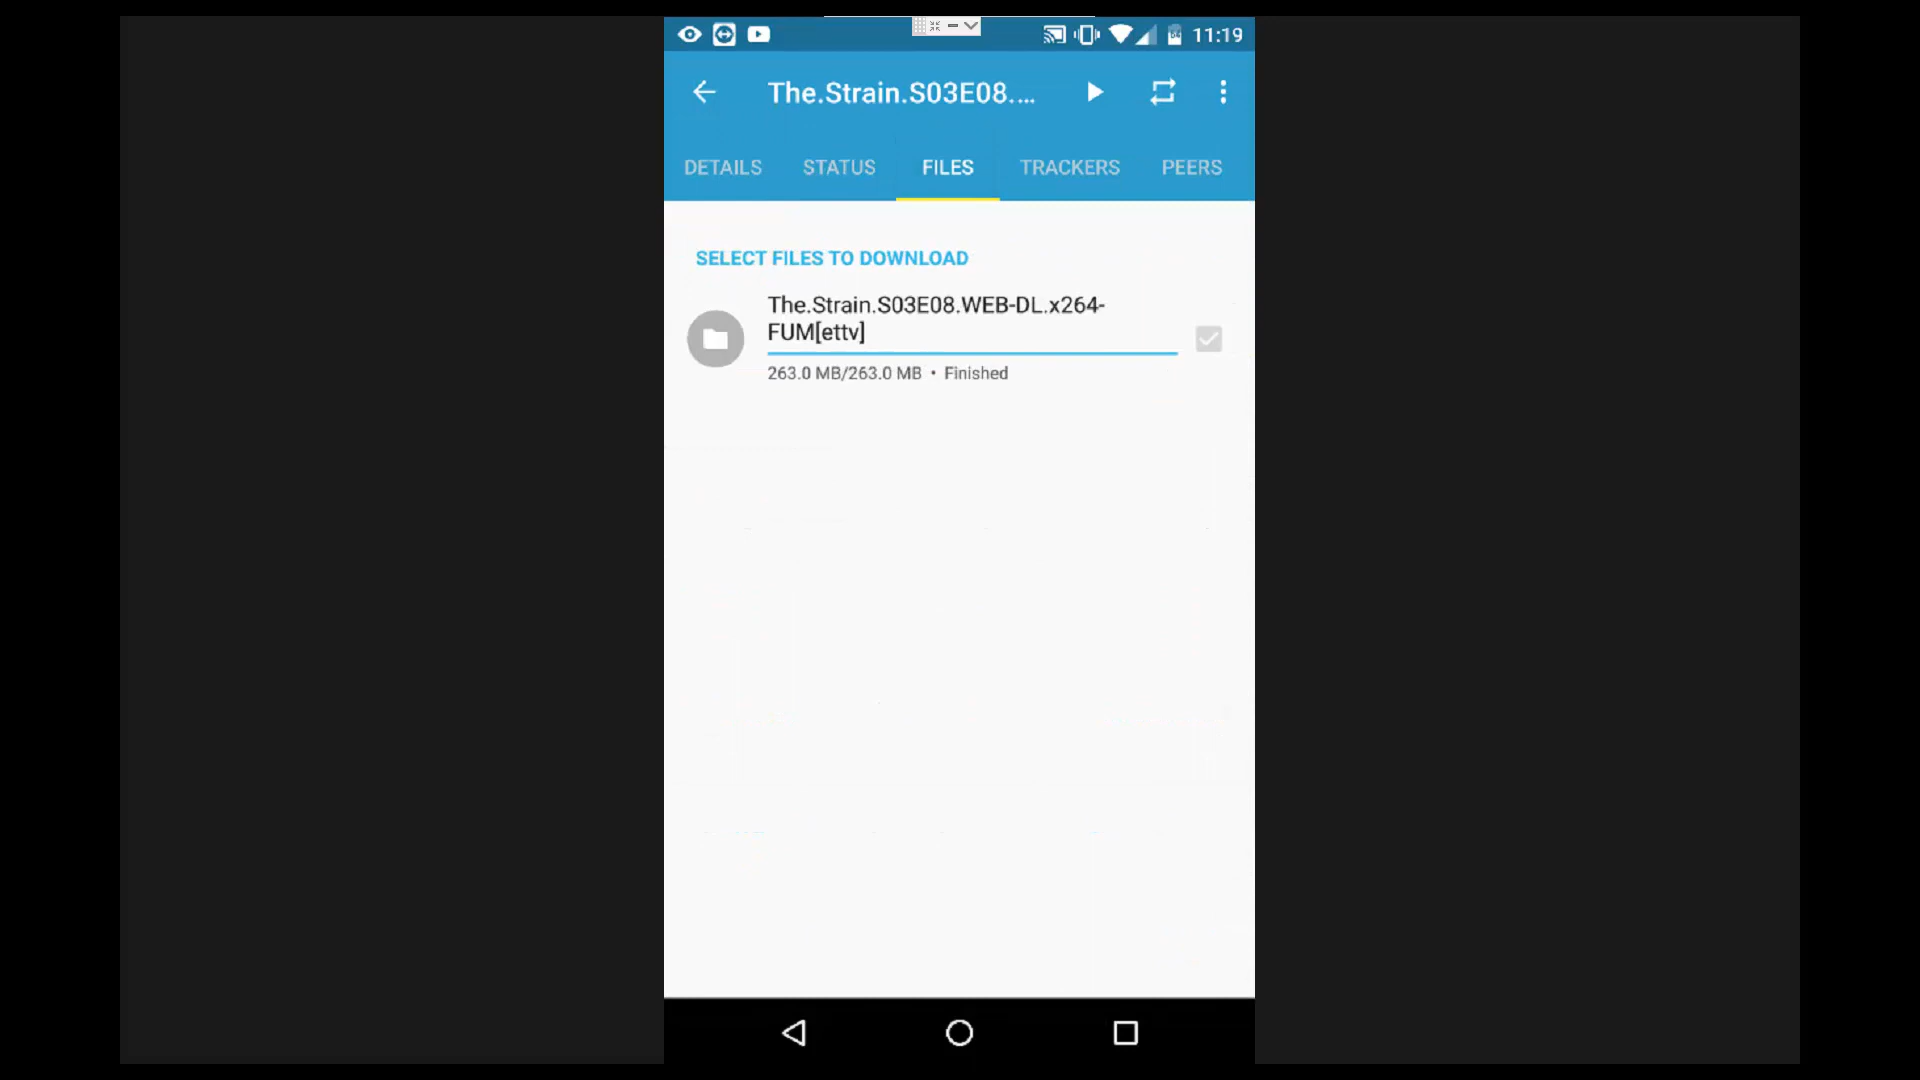 11:19
The.Strain.S03E08....
DETAILS STATUS FILES TRACKERS PEERS
SELECT FILES TO DOWNLOAD
The.Strain.S03E08.WEB-DL.x264-
FUM[ettv]
263.0 MB/263.0 MB • Finished